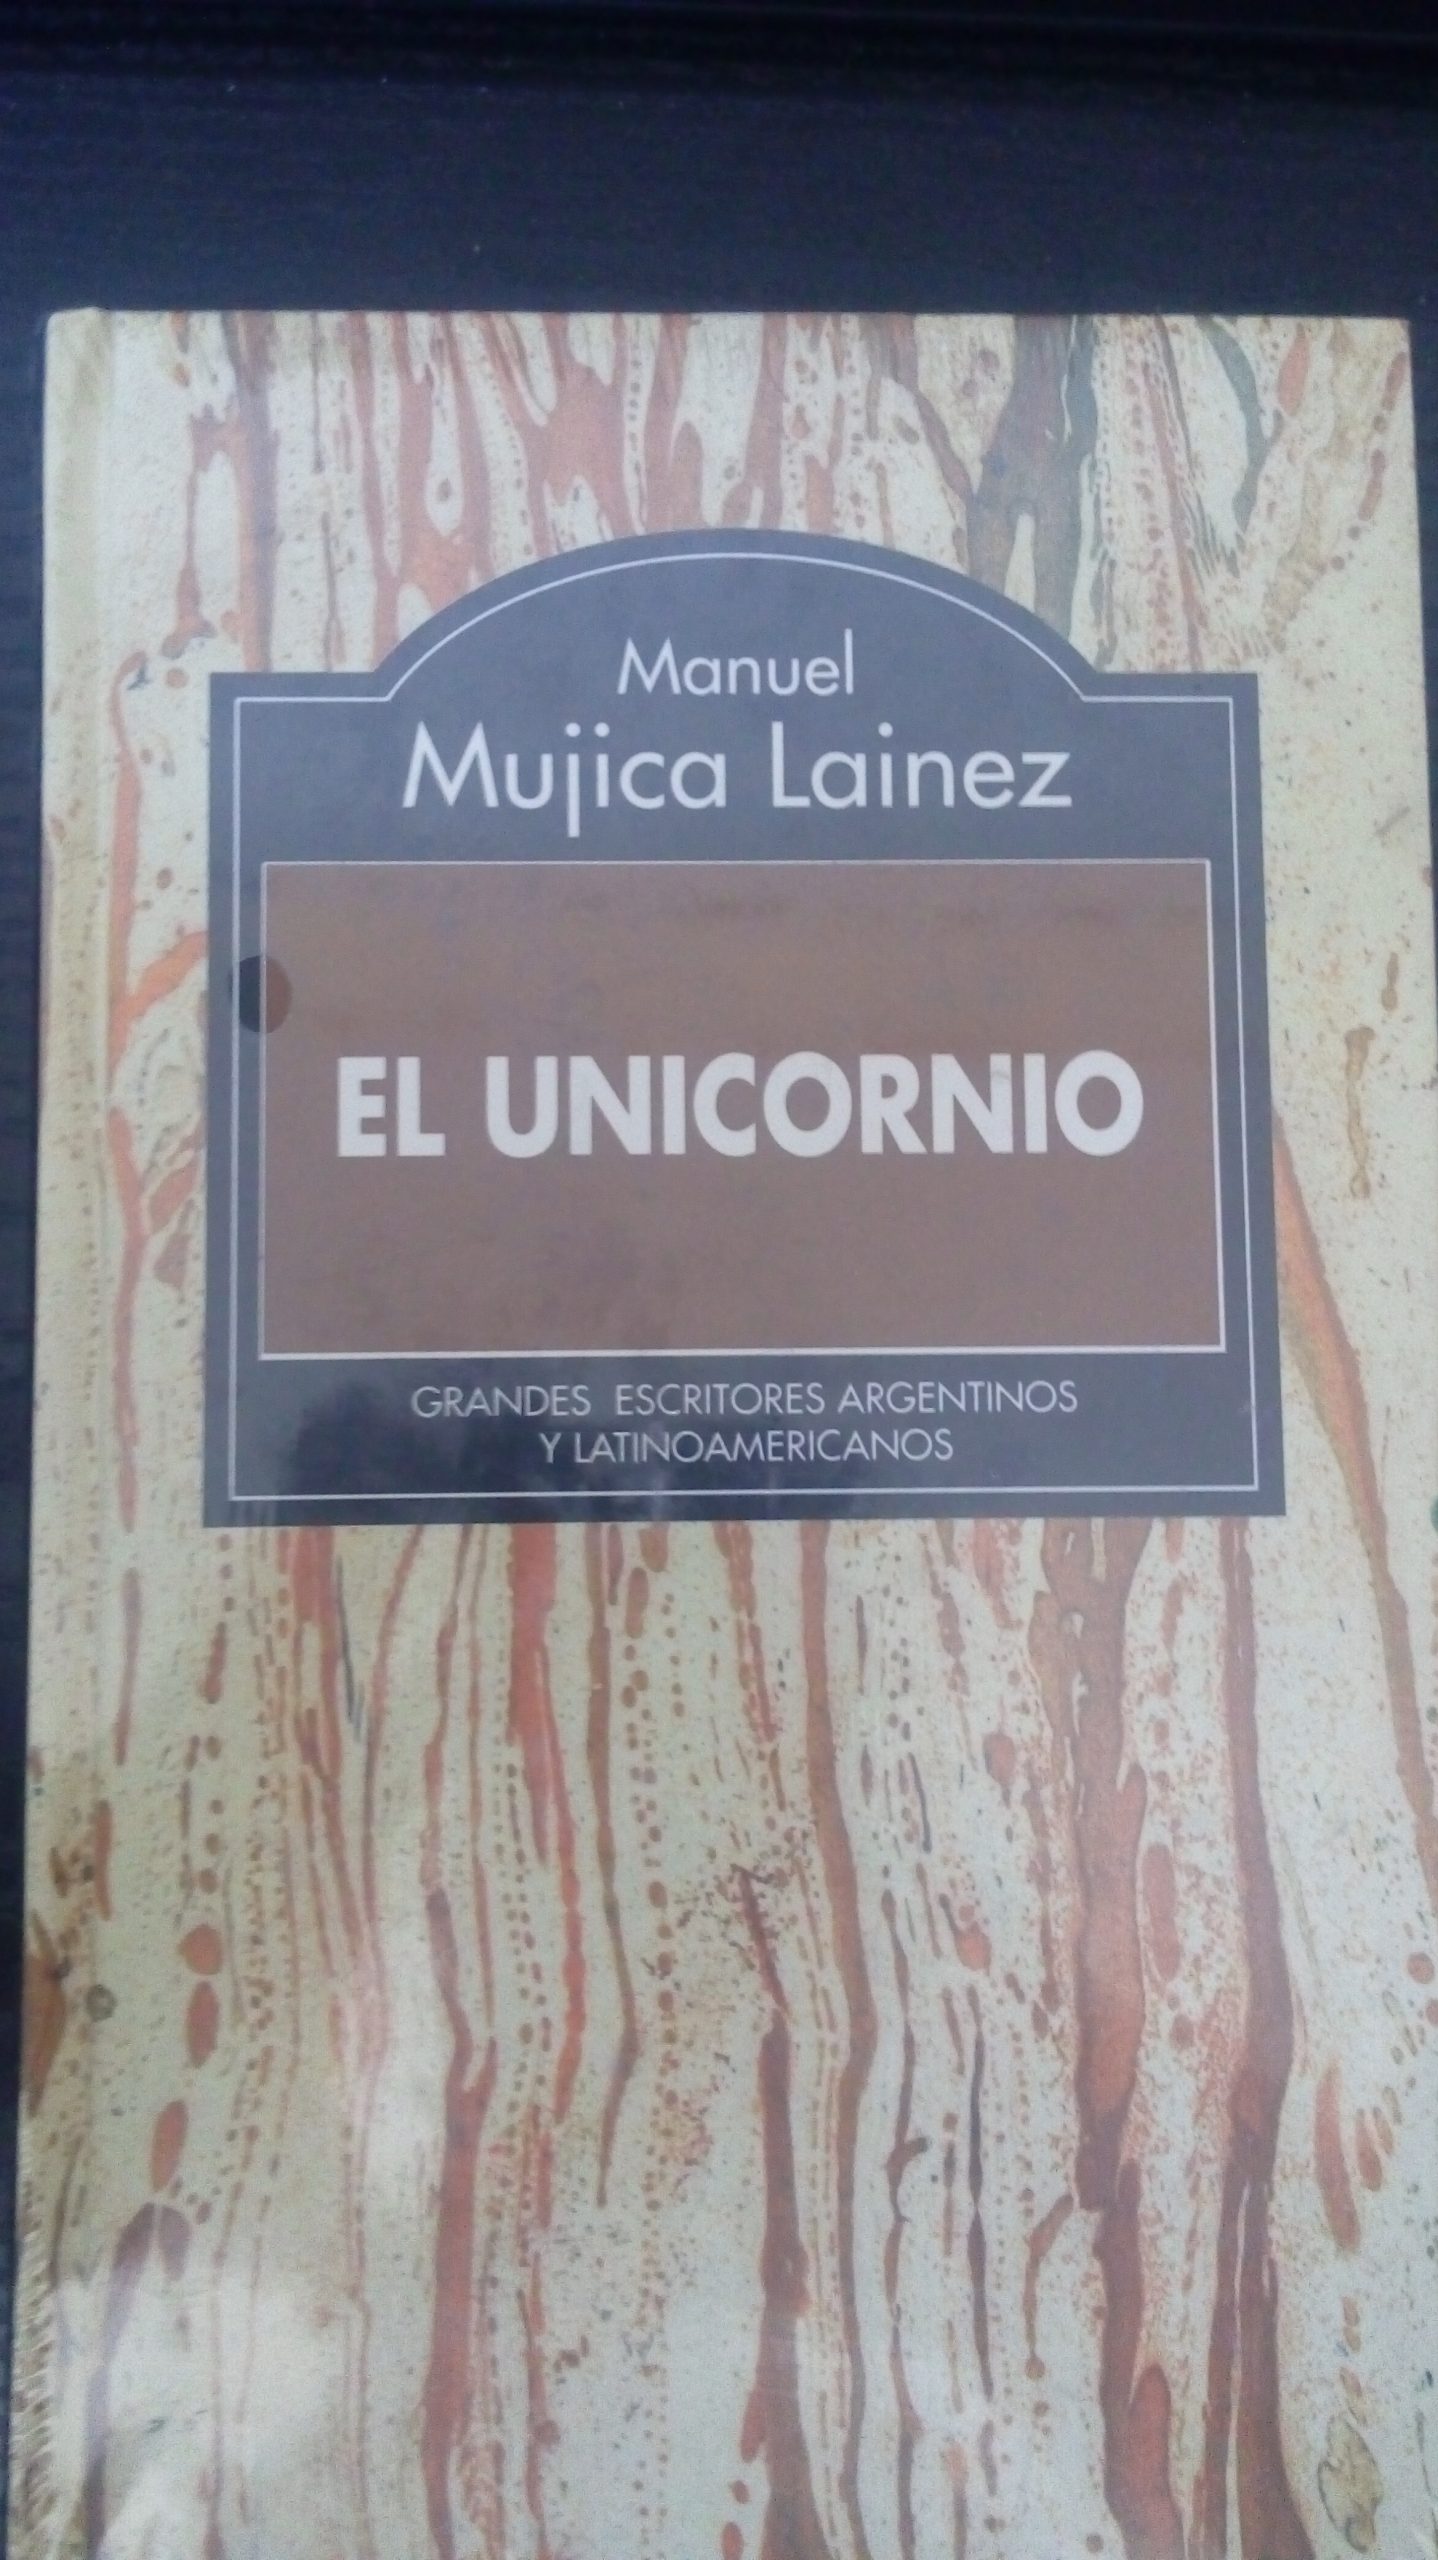 Manuel
Mujica Lainez
EL UNICORNIO
GRANDES ESCRITORES ARGENTINOS
Y LATINOAMERICANOS